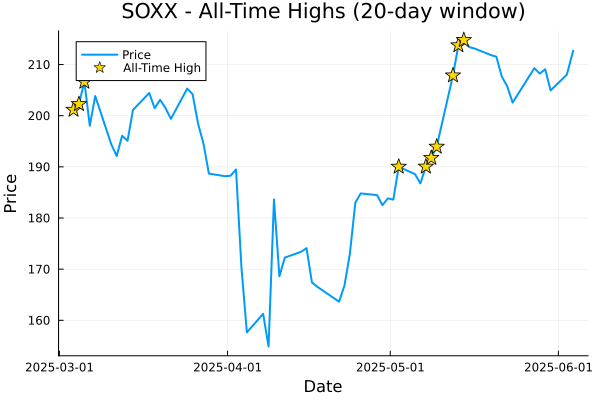 SOXX - All-Time Highs (20-day window)
Price
All-Time High
210
200
190
180
170
160
Price
2025-03-01
2025-04-01
2025-05-01
2025-06-01
Date